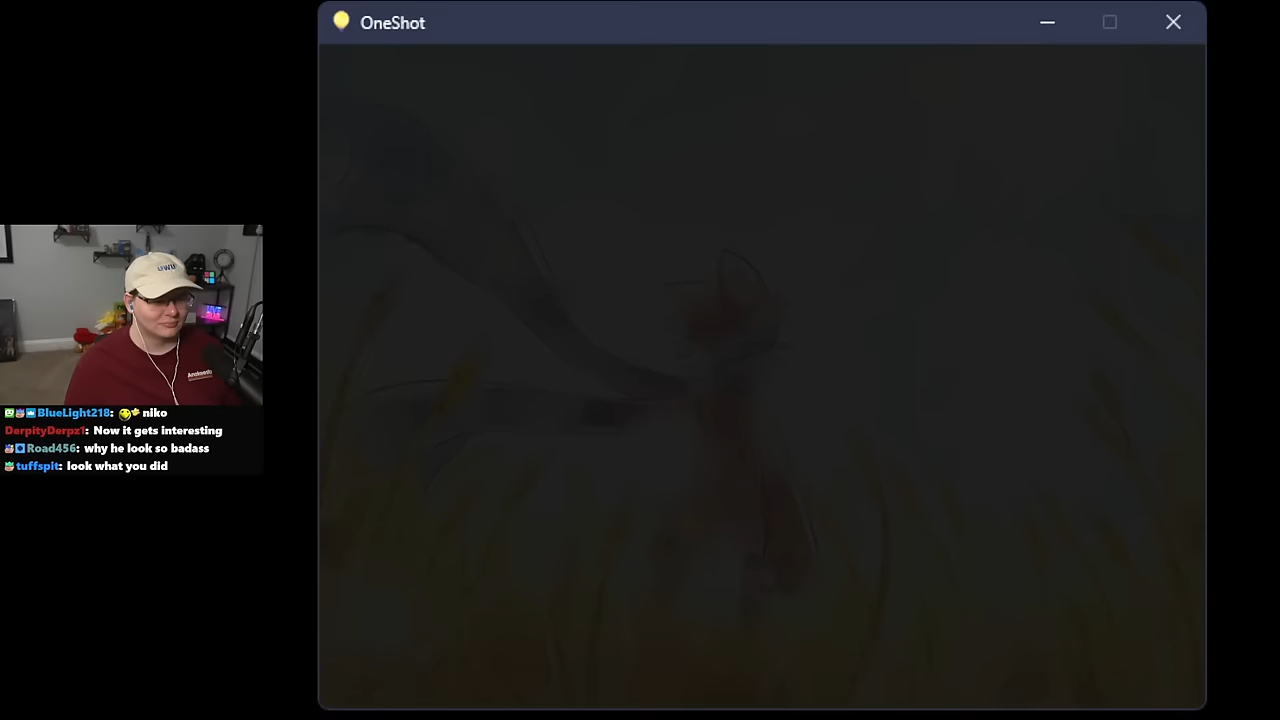 OneShot
UWU
BlueLight218: niko
DerpityDerpz1: Now it gets interesting
Road456: why he look so badass
tuffspit: look what you did